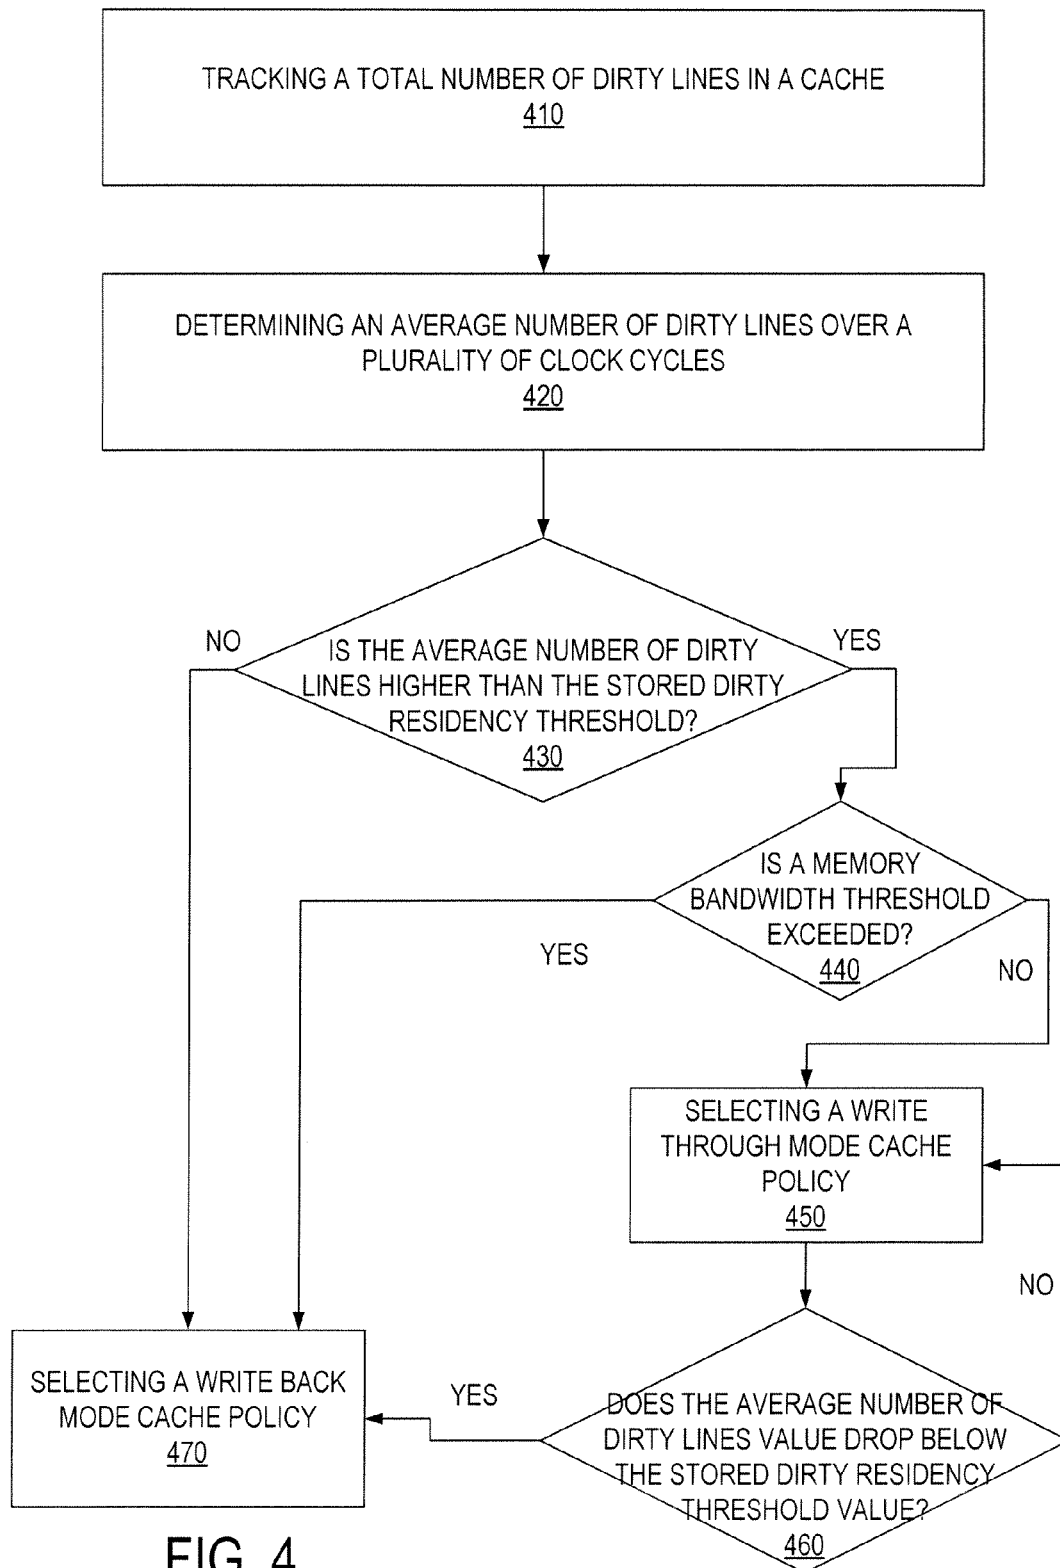 TRACKING A TOTAL NUMBER OF DIRTY LINES IN A CACHE
410
DETERMINING AN AVERAGE NUMBER OF DIRTY LINES OVER A
PLURALITY OF CLOCK CYCLES
420
NO
YES
IS THE AVERAGE NUMBER OF DIRTY
LINES HIGHER THAN THE STORED DIRTY
RESIDENCY THRESHOLD?
430
IS A MEMORY
BANDWIDTH THRESHOLD
EXCEEDED?
440
YES
NO
SELECTING A WRITE
THROUGH MODE CACHE
POLICY
450
NO
SELECTING A WRITE BACK
MODE CACHE POLICY
470
YES
DOES THE AVERAGE NUMBER OF
DIRTY LINES VALUE DROP BELOW
THE STORED DIRTY RESIDENCY
THRESHOLD VALUE?
460
FIG. 4